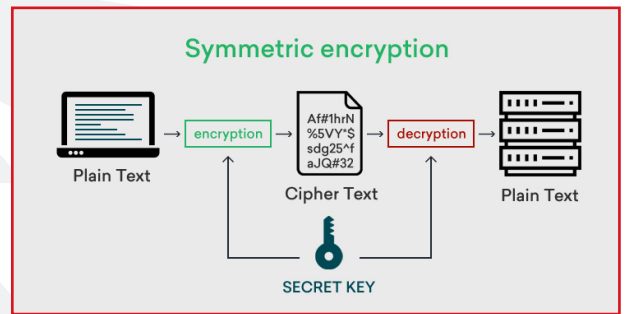 Symmetric encryption
encryption
decryption
Af#1hrN
%5VY*$
sdg25^f
aJQ#32
Plain Text
Cipher Text
Plain Text
SECRET KEY